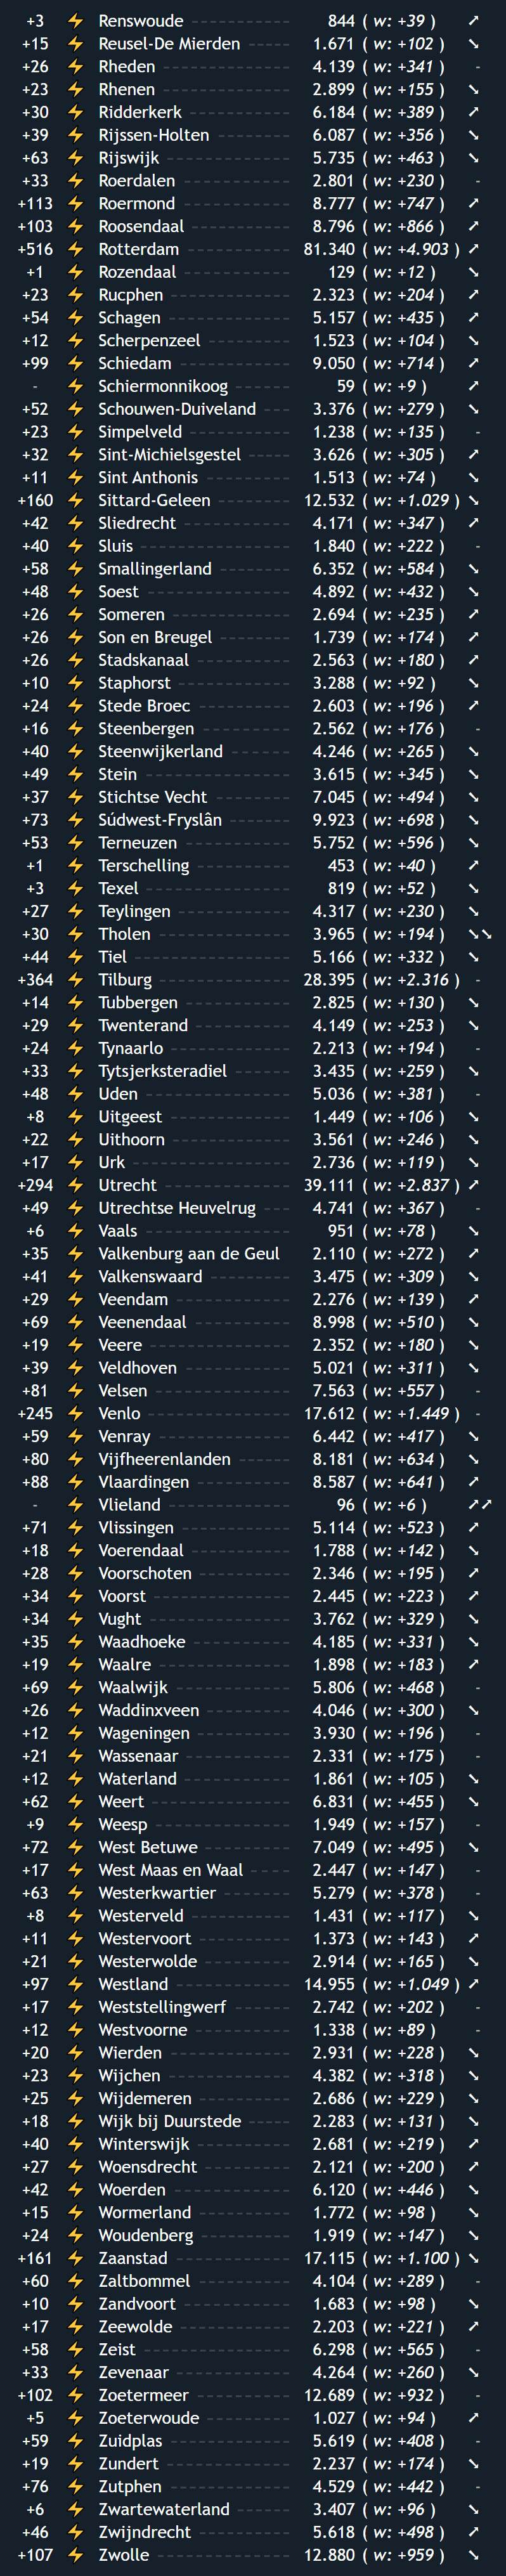 +3 ⚡ Renswoude 844 ( w: +39 ) ➚
+15 ⚡ Reusel-De Mierden 1.671 ( w: +102 ) ➘
+26 ⚡ Rheden 4.139 ( w: +341 ) -
+23 ⚡ Rhenen 2.899 ( w: +155 ) ➘
+30 ⚡ Ridderkerk 6.184 ( w: +389 ) ➚
+39 ⚡ Rijssen-Holten 6.087 ( w: +356 ) ➘
+63 ⚡ Rijswijk 5.735 ( w: +463 ) ➘
+33 ⚡ Roerdalen 2.801 ( w: +230 ) -
+113 ⚡ Roermond 8.777 ( w: +747 ) ➚
+103 ⚡ Roosendaal 8.796 ( w: +866 ) ➚
+516 ⚡ Rotterdam 81.340 ( w: +4.903 ) ➚
+1 ⚡ Rozendaal 129 ( w: +12 ) ➘
+23 ⚡ Rucphen 2.323 ( w: +204 ) ➚
+54 ⚡ Schagen 5.157 ( w: +435 ) ➚
+12 ⚡ Scherpenzeel 1.523 ( w: +104 ) ➘
+99 ⚡ Schiedam 9.050 ( w: +714 ) ➚
- ⚡ Schiermonnikoog 59 ( w: +9 ) ➚
+52 ⚡ Schouwen-Duiveland 3.376 ( w: +279 ) ➘
+23 ⚡ Simpelveld 1.238 ( w: +135 ) -
+32 ⚡ Sint-Michielsgestel 3.626 ( w: +305 ) ➚
+11 ⚡ Sint Anthonis 1.513 ( w: +74 ) ➘
+160 ⚡ Sittard-Geleen 12.532 ( w: +1.029 ) ➘
+42 ⚡ Sliedrecht 4.171 ( w: +347 ) ➚
+40 ⚡ Sluis 1.840 ( w: +222 ) -
+58 ⚡ Smallingerland 6.352 ( w: +584 ) ➘
+48 ⚡ Soest 4.892 ( w: +432 ) ➘
+26 ⚡ Someren 2.694 ( w: +235 ) ➚
+26 ⚡ Son en Breugel 1.739 ( w: +174 ) ➚
+26 ⚡ Stadskanaal 2.563 ( w: +180 ) ➚
+10 ⚡ Staphorst 3.288 ( w: +92 ) ➘
+24 ⚡ Stede Broec 2.603 ( w: +196 ) ➚
+16 ⚡ Steenbergen 2.562 ( w: +176 ) -
+40 ⚡ Steenwijkerland 4.246 ( w: +265 ) ➘
+49 ⚡ Stein 3.615 ( w: +345 ) ➘
+37 ⚡ Stichtse Vecht 7.045 ( w: +494 ) ➘
+73 ⚡ Súdwest-Fryslân 9.923 ( w: +698 ) ➘
+53 ⚡ Terneuzen 5.752 ( w: +596 ) ➘
+1 ⚡ Terschelling 453 ( w: +40 ) ➚
+3 ⚡ Texel 819 ( w: +52 ) ➘
+27 ⚡ Teylingen 4.317 ( w: +230 ) ➘
+30 ⚡ Tholen 3.965 ( w: +194 ) ➘➘
+44 ⚡ Tiel 5.166 ( w: +332 ) ➘
+364 ⚡ Tilburg 28.395 ( w: +2.316 ) -
+14 ⚡ Tubbergen 2.825 ( w: +130 ) ➘
+29 ⚡ Twenterand 4.149 ( w: +253 ) ➘
+24 ⚡ Tynaarlo 2.213 ( w: +194 ) -
+33 ⚡ Tytsjerksteradiel 3.435 ( w: +259 ) ➘
+48 ⚡ Uden 5.036 ( w: +381 ) -
+8 ⚡ Uitgeest 1.449 ( w: +106 ) ➘
+22 ⚡ Uithoorn 3.561 ( w: +246 ) ➘
+17 ⚡ Urk 2.736 ( w: +119 ) ➘
+294 ⚡ Utrecht 39.111 ( w: +2.837 ) ➚
+49 ⚡ Utrechtse Heuvelrug 4.741 ( w: +367 ) -
+6 ⚡ Vaals 951 ( w: +78 ) ➘
+35 ⚡ Valkenburg aan de Geul 2.110 ( w: +272 ) ➚
+41 ⚡ Valkenswaard 3.475 ( w: +309 ) ➘
+29 ⚡ Veendam 2.276 ( w: +139 ) ➚
+69 ⚡ Veenendaal 8.998 ( w: +510 ) ➘
+19 ⚡ Veere 2.352 ( w: +180 ) ➘
+39 ⚡ Veldhoven 5.021 ( w: +311 ) ➘
+81 ⚡ Velsen 7.563 ( w: +557 ) -
+245 ⚡ Venlo 17.612 ( w: +1.449 ) -
+59 ⚡ Venray 6.442 ( w: +417 ) ➘
+80 ⚡ Vijfheerenlanden 8.181 ( w: +634 ) ➘
+88 ⚡ Vlaardingen 8.587 ( w: +641 ) ➚
- ⚡ Vlieland 96 ( w: +6 ) ➚➚
+71 ⚡ Vlissingen 5.114 ( w: +523 ) ➚
+18 ⚡ Voerendaal 1.788 ( w: +142 ) ➘
+28 ⚡ Voorschoten 2.346 ( w: +195 ) ➚
+34 ⚡ Voorst 2.445 ( w: +223 ) ➚
+34 ⚡ Vught 3.762 ( w: +329 ) ➘
+35 ⚡ Waadhoeke 4.185 ( w: +331 ) ➘
+19 ⚡ Waalre 1.898 ( w: +183 ) ➚
+69 ⚡ Waalwijk 5.806 ( w: +468 ) -
+26 ⚡ Waddinxveen 4.046 ( w: +300 ) ➘
+12 ⚡ Wageningen 3.930 ( w: +196 ) -
+21 ⚡ Wassenaar 2.331 ( w: +175 ) -
+12 ⚡ Waterland 1.861 ( w: +105 ) ➘
+62 ⚡ Weert 6.831 ( w: +455 ) ➘
+9 ⚡ Weesp 1.949 ( w: +157 ) -
+72 ⚡ West Betuwe 7.049 ( w: +495 ) ➘
+17 ⚡ West Maas en Waal 2.447 ( w: +147 ) -
+63 ⚡ Westerkwartier 5.279 ( w: +378 ) -
+8 ⚡ Westerveld 1.431 ( w: +117 ) ➘
+11 ⚡ Westervoort 1.373 ( w: +143 ) ➚
+21 ⚡ Westerwolde 2.914 ( w: +165 ) ➘
+97 ⚡ Westland 14.955 ( w: +1.049 ) ➚
+17 ⚡ Weststellingwerf 2.742 ( w: +202 ) -
+12 ⚡ Westvoorne 1.338 ( w: +89 ) -
+20 ⚡ Wierden 2.931 ( w: +228 ) ➘
+23 ⚡ Wijchen 4.382 ( w: +318 ) ➘
+25 ⚡ Wijdemeren 2.686 ( w: +229 ) ➘
+18 ⚡ Wijk bij Duurstede 2.283 ( w: +131 ) ➘
+40 ⚡ Winterswijk 2.681 ( w: +219 ) ➚
+27 ⚡ Woensdrecht 2.121 ( w: +200 ) ➚
+42 ⚡ Woerden 6.120 ( w: +446 ) ➘
+15 ⚡ Wormerland 1.772 ( w: +98 ) ➘
+24 ⚡ Woudenberg 1.919 ( w: +147 ) ➘
+161 ⚡ Zaanstad 17.115 ( w: +1.100 ) ➘
+60 ⚡ Zaltbommel 4.104 ( w: +289 ) -
+10 ⚡ Zandvoort 1.683 ( w: +98 ) ➘
+17 ⚡ Zeewolde 2.203 ( w: +221 ) ➚
+58 ⚡ Zeist 6.298 ( w: +565 ) -
+33 ⚡ Zevenaar 4.264 ( w: +260 ) ➘
+102 ⚡ Zoetermeer 12.689 ( w: +932 ) -
+5 ⚡ Zoeterwoude 1.027 ( w: +94 ) ➚
+59 ⚡ Zuidplas 5.619 ( w: +408 ) -
+19 ⚡ Zundert 2.237 ( w: +174 ) ➘
+76 ⚡ Zutphen 4.529 ( w: +442 ) -
+6 ⚡ Zwartewaterland 3.407 ( w: +96 ) ➘
+46 ⚡ Zwijndrecht 5.618 ( w: +498 ) ➚
+107 ⚡ Zwolle 12.880 ( w: +959 ) ➘